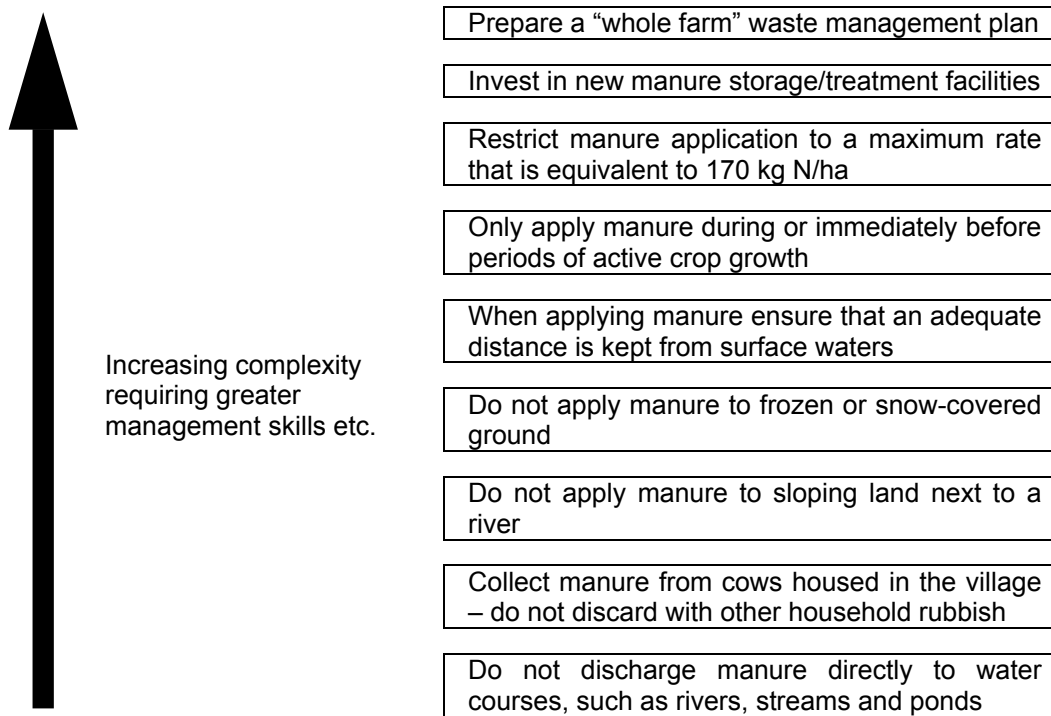 Prepare a “whole farm” waste management plan
Invest in new manure storage/treatment facilities
Restrict manure application to a maximum rate
that is equivalent to 170 kg N/ha
Only apply manure during or immediately before
periods of active crop growth
When applying manure ensure that an adequate
distance is kept from surface waters
Increasing complexity
requiring greater
management skills etc.
Do not apply manure to frozen or snow-covered
ground
Do not apply manure to sloping land next to a
river
Collect manure from cows housed in the village
– do not discard with other household rubbish
Do not discharge manure directly to water
courses, such as rivers, streams and ponds